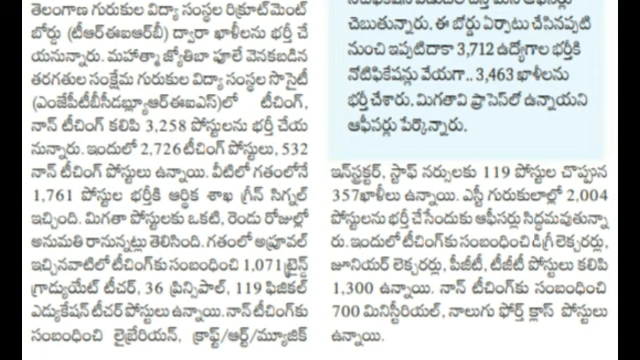 తెలంగాణ గురుకుల విద్యా సంస్థల రిక్రూట్‌మెంట్
బోర్డు (టీఆర్ఈఐఆర్‌బీ) ద్వారా ఖాళీలను భర్తీ చే
యనున్నారు. మహాత్మా జ్యోతిబా పూలే వెనకబడిన
తరగతుల సంక్షేమ గురుకుల విద్యా సంస్థల సొసైటీ
(ఎంజేపీటీబీసీడబ్ల్యూఆర్ఈఐఎస్)లో టీచింగ్,
నాన్ టీచింగ్ కలిపి 3,258 పోస్టులను భర్తీ చేయ
నున్నారు. ఇందులో 2,726 టీచింగ్ పోస్టులు, 532
నాన్ టీచింగ్ పోస్టులు ఉన్నాయి. వీటిలో గతంలోనే
1,761 పోస్టుల భర్తీకి ఆర్థిక శాఖ గ్రీన్ సిగ్నల్
ఇచ్చింది. మిగతా పోస్టులకు ఒకటి, రెండు రోజుల్లో
అనుమతి రానున్నట్లు తెలిసింది. గతంలో అప్రూవల్
ఇచ్చినవాటిలో టీచింగ్‌కు సంబంధించి 1,071 ట్రైన్డ్
గ్రాడ్యుయేట్ టీచర్, 36 ప్రిన్సిపాల్, 119 ఫిజికల్
ఎడ్యుకేషన్ టీచర్ పోస్టులు ఉన్నాయి. నాన్ టీచింగ్‌కు
సంబంధించి లైబ్రేరియన్, క్రాఫ్ట్/ఆర్ట్/మ్యూజిక్
చెబుతున్నారు. ఈ బోర్డు ఏర్పాటు చేసినప్పటి
నుంచి ఇప్పటిదాకా 3,712 ఉద్యోగాల భర్తీకి
నోటిఫికేషన్లు వేయగా.. 3,463 ఖాళీలను
భర్తీ చేశారు. మిగతావి ప్రాసెస్‌లో ఉన్నాయని
ఆఫీసర్లు పేర్కొన్నారు.
ఇన్‌స్ట్రక్టర్, స్టాఫ్ నర్సులకు 119 పోస్టుల చొప్పున
357ఖాళీలు ఉన్నాయి. ఎస్టీ గురుకులాల్లో 2,004
పోస్టులను భర్తీ చేసేందుకు ఆఫీసర్లు సిద్ధమవుతున్నా
రు. ఇందులో టీచింగ్‌కు సంబంధించి డిగ్రీ లెక్చరర్లు,
జూనియర్ లెక్చరర్లు, పీజీటీ, టీజీటీ పోస్టులు కలిపి
1,300 ఉన్నాయి. నాన్ టీచింగ్‌కు సంబంధించి
700 మినిస్టీరియల్, నాలుగు ఫోర్త్ క్లాస్ పోస్టులు
ఉన్నాయి.